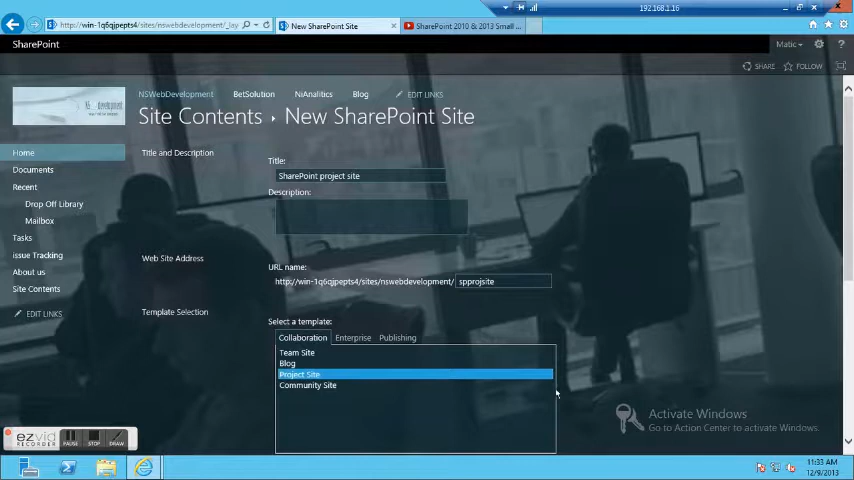 192.168.1.16
http://win-1q6qjpepts4/sites/nswebdevelopment/_lay
New SharePoint Site
SharePoint 2010 & 2013 Small ...
SharePoint
Matic
SHARE
FOLLOW
NSWebDevelopment
BetSolution
NiAnalitics
Blog
EDIT LINKS
Site Contents ▸ New SharePoint Site
Home
Documents
Recent
Drop Off Library
Mailbox
Tasks
issue Tracking
About us
Site Contents
EDIT LINKS
Title and Description
Title:
SharePoint project site
Description:
Web Site Address
URL name:
http://win-1q6qjpepts4/sites/nswebdevelopment/ spprojsite
Template Selection
Select a template:
Collaboration Enterprise Publishing
Team Site
Blog
Project Site
Community Site
Activate Windows
Go to Action Center to activate Windows.
ezvid
RECORDER
PAUSE
STOP
DRAW
11:33 AM
12/9/2013